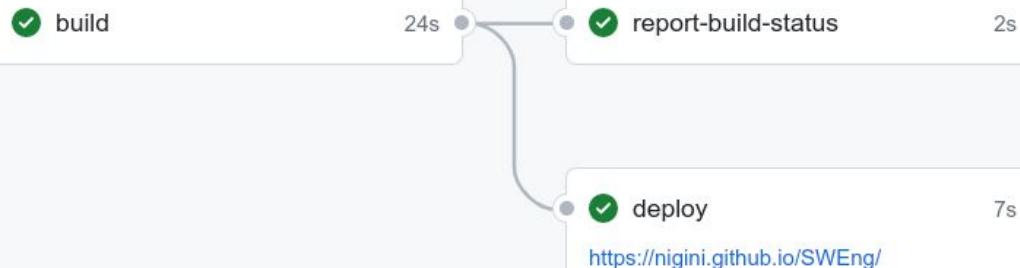 build 24s report-build-status 2s
deploy 7s
https://nigini.github.io/SWEng/